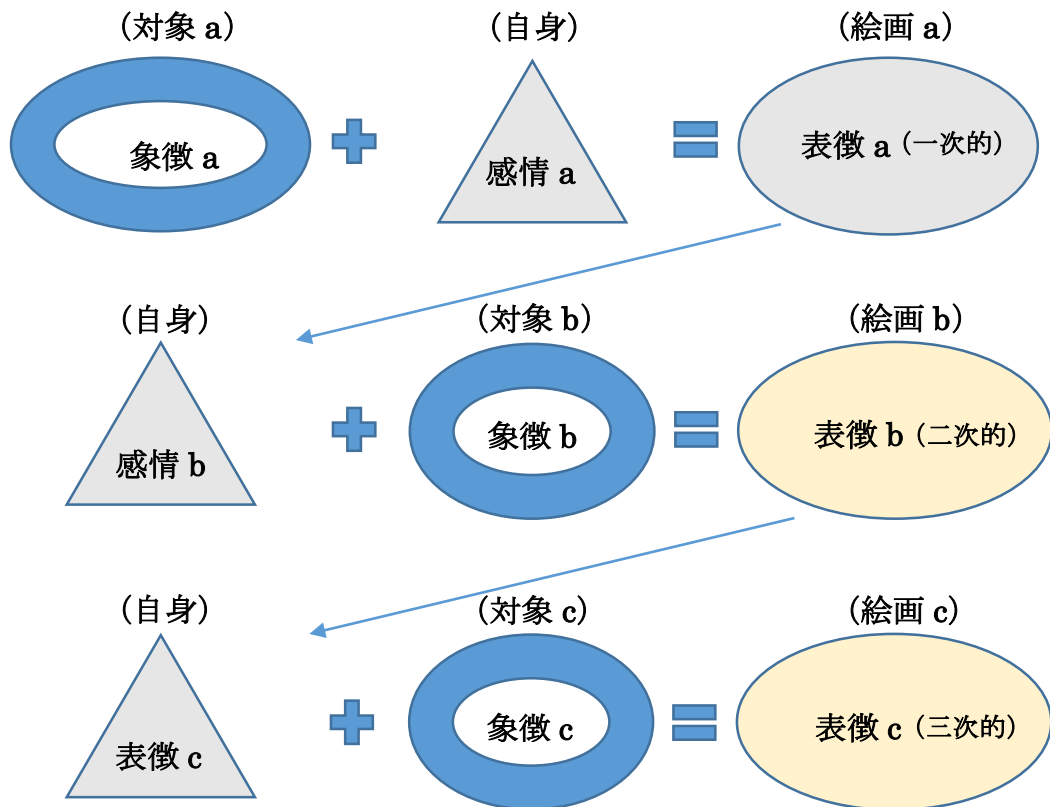 (対象 a)
(自身)
(絵画 a)
象徴 a
感情 a
表徴 a (一次的)
(自身)
(対象 b)
(絵画 b)
感情 b
象徴 b
表徴 b (二次的)
(自身)
(対象 c)
(絵画 c)
表徴 c
象徴 c
表徴 c (三次的)